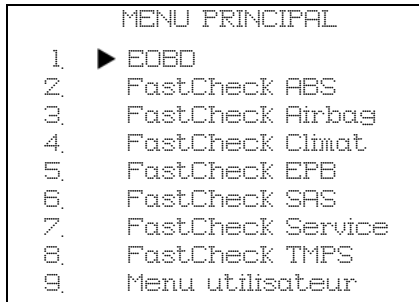 MENU PRINCIPAL
1. ▶ EOBD
2. FastCheck ABS
3. FastCheck Airbag
4. FastCheck Climat
5. FastCheck EPB
6. FastCheck SAS
7. FastCheck Service
8. FastCheck TMPS
9. Menu utilisateur